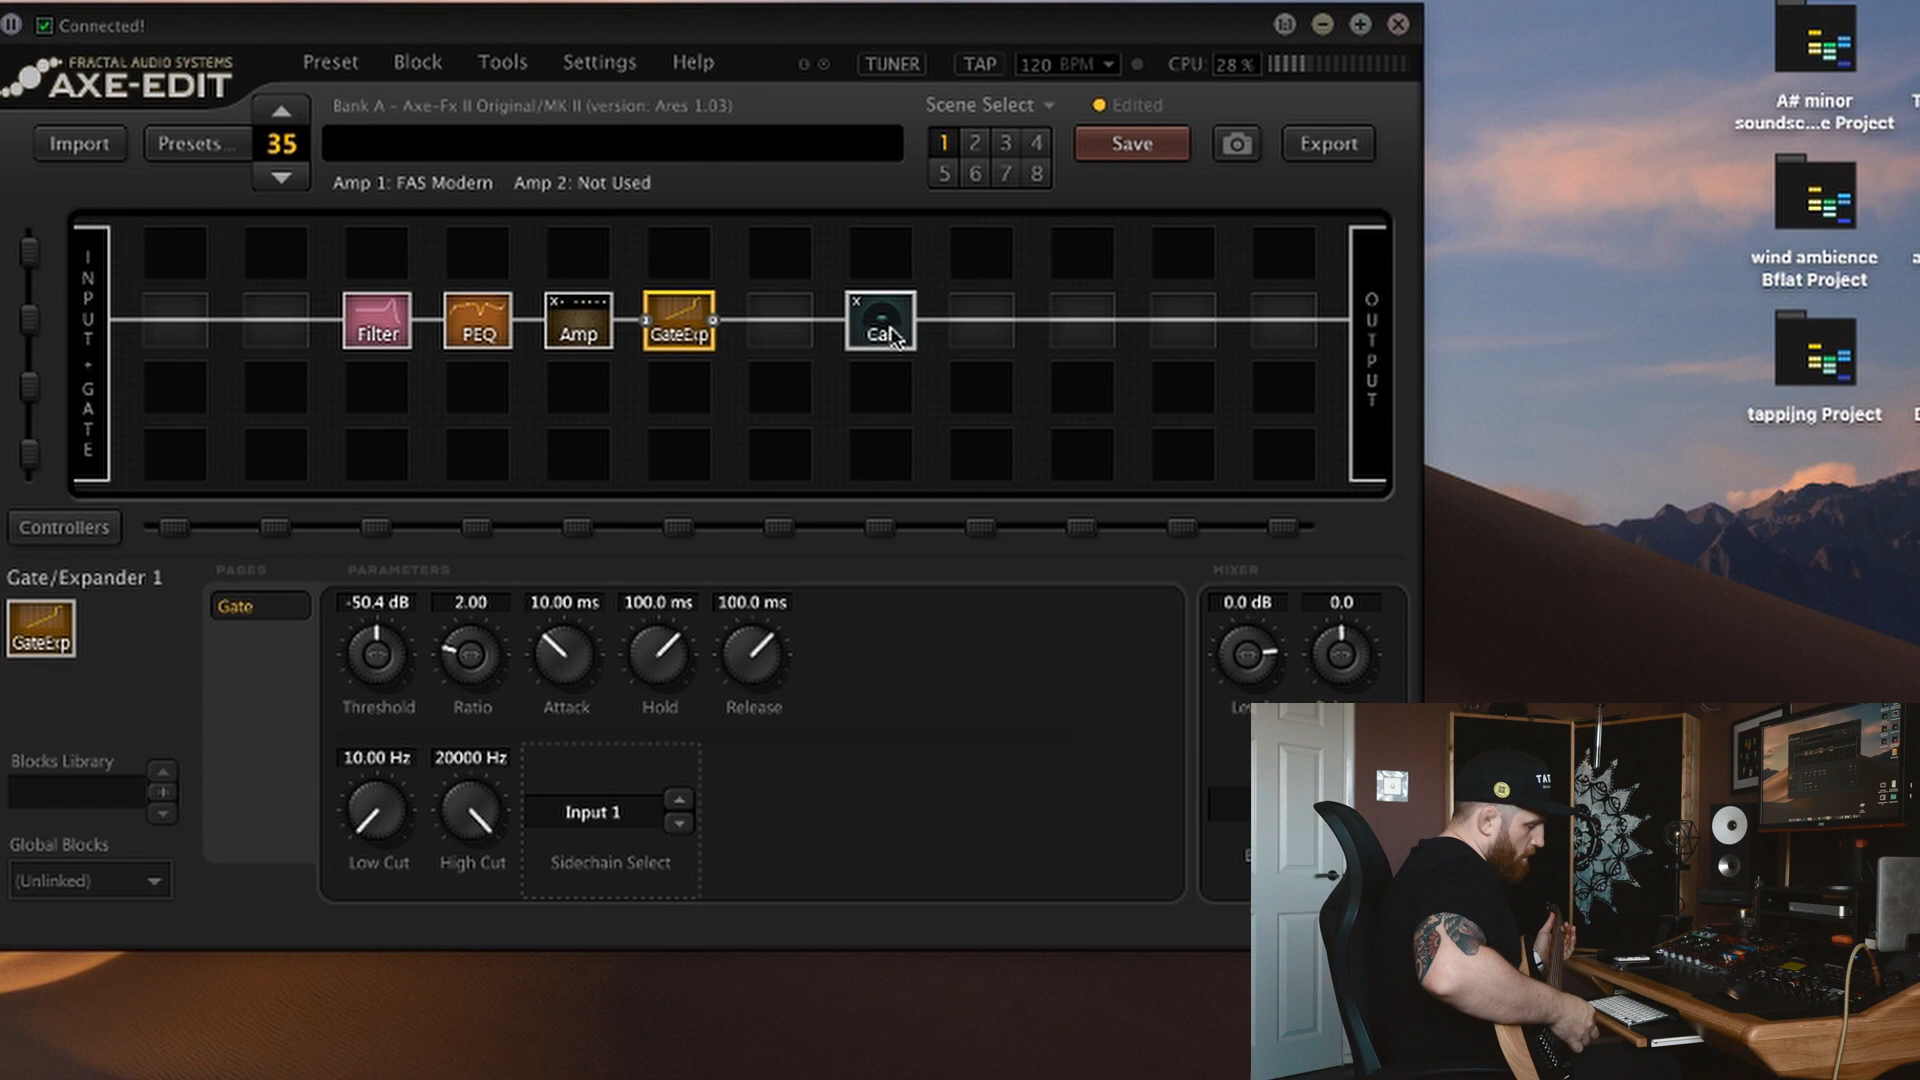 Connected!
FRACTAL AUDIO SYSTEMS
AXE-EDIT
Preset
Block
Tools
Settings
Help
TUNER
TAP
120 BPM
CPU: 28 %
Bank A - Axe-Fx II Original/MK II (version: Ares 1.03)
Scene Select
Edited
Import
Presets...
35
1 2 3 4
5 6 7 8
Save
Export
Amp 1: FAS Modern
Amp 2: Not Used
INPUT + GATE
Filter
PEQ
Amp
GateExp
OUTPUT
Controllers
Gate/Expander 1
GateExp
PAGES
Gate
PARAMETERS
-50.4 dB
2.00
10.00 ms
100.0 ms
100.0 ms
Threshold
Ratio
Attack
Hold
Release
10.00 Hz
20000 Hz
Input 1
Low Cut
High Cut
Sidechain Select
MIXER
0.0 dB
0.0
Blocks Library
Global Blocks
(Unlinked)
A# minor
soundsc...e Project
wind ambience
Bflat Project
tappijng Project